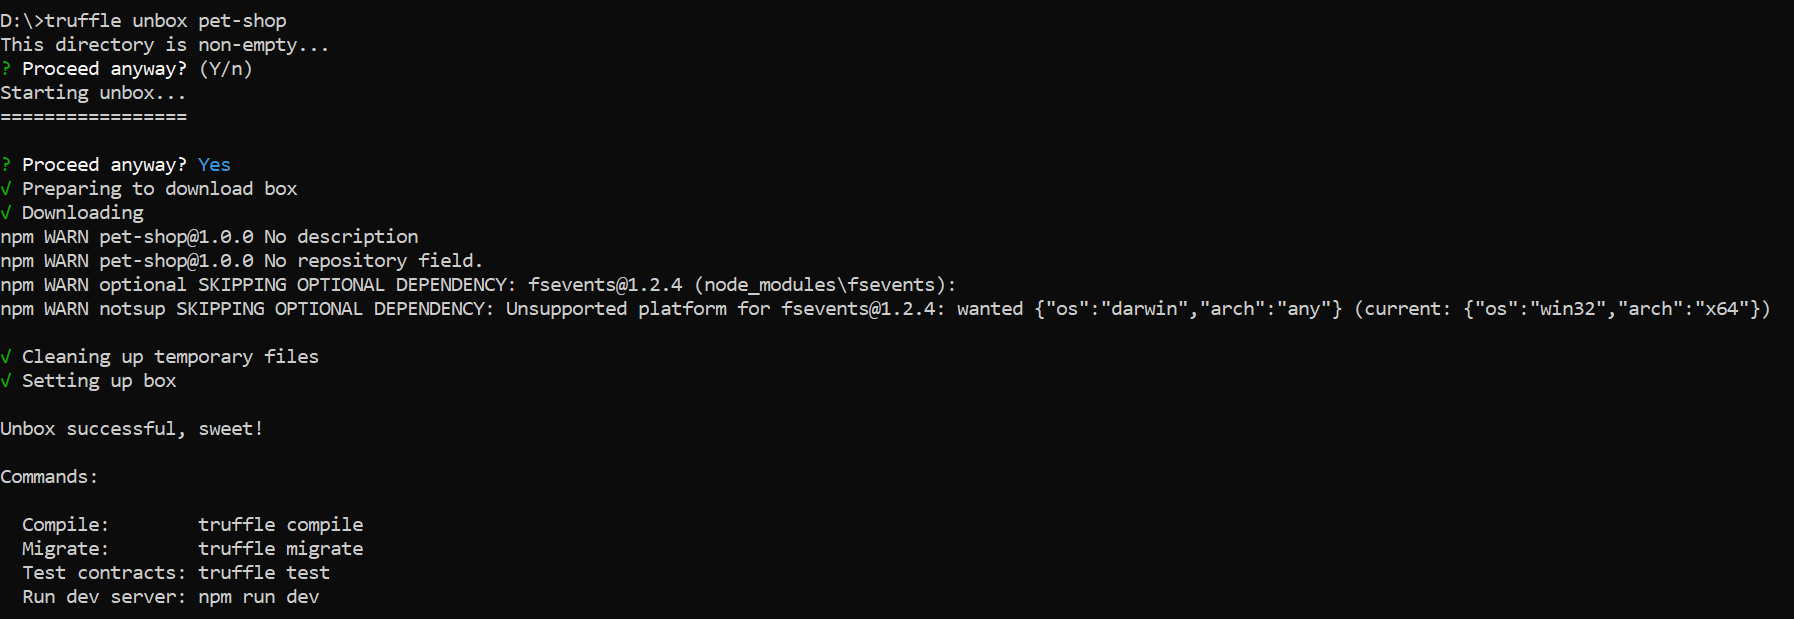 D:\>truffle unbox pet-shop
This directory is non-empty...
? Proceed anyway? (Y/n)
Starting unbox...
=================
? Proceed anyway? Yes
√ Preparing to download box
√ Downloading
npm WARN pet-shop@1.0.0 No description
npm WARN pet-shop@1.0.0 No repository field.
npm WARN optional SKIPPING OPTIONAL DEPENDENCY: fsevents@1.2.4 (node_modules\fsevents):
npm WARN notsup SKIPPING OPTIONAL DEPENDENCY: Unsupported platform for fsevents@1.2.4: wanted {"os":"darwin","arch":"any"} (current: {"os":"win32","arch":"x64"})
√ Cleaning up temporary files
√ Setting up box
Unbox successful, sweet!
Commands:
  Compile:        truffle compile
  Migrate:        truffle migrate
  Test contracts: truffle test
  Run dev server: npm run dev